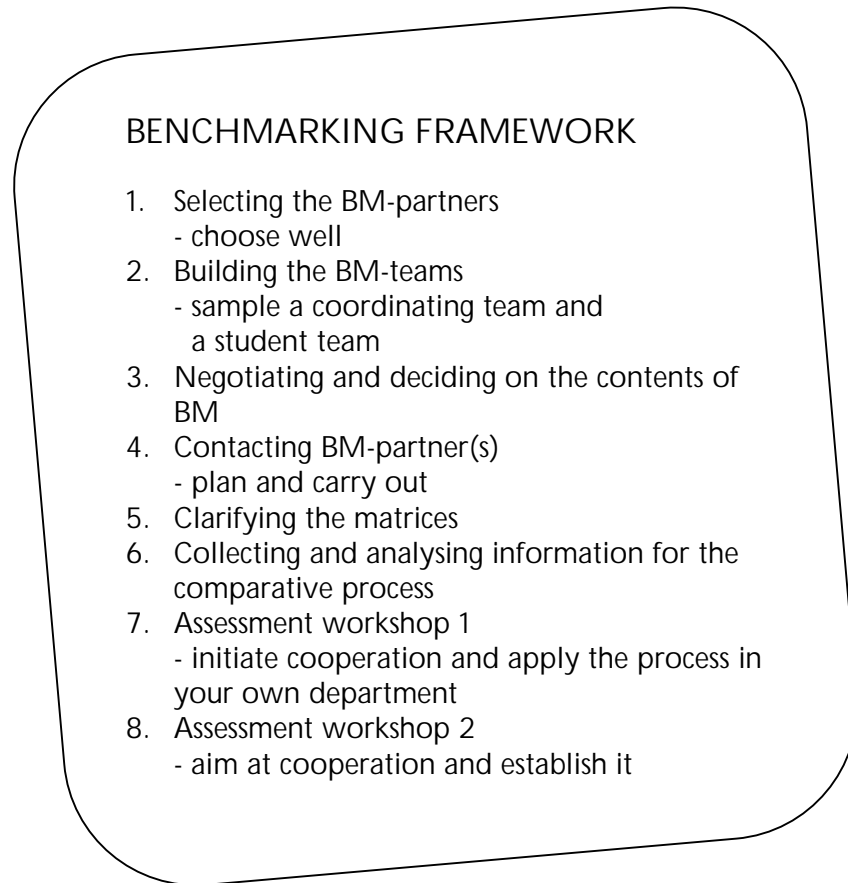 BENCHMARKING FRAMEWORK
1. Selecting the BM-partners
- choose well
2. Building the BM-teams
- sample a coordinating team and
a student team
3. Negotiating and deciding on the contents of
BM
4. Contacting BM-partner(s)
- plan and carry out
5. Clarifying the matrices
6. Collecting and analysing information for the
comparative process
7. Assessment workshop 1
- initiate cooperation and apply the process in
your own department
8. Assessment workshop 2
- aim at cooperation and establish it